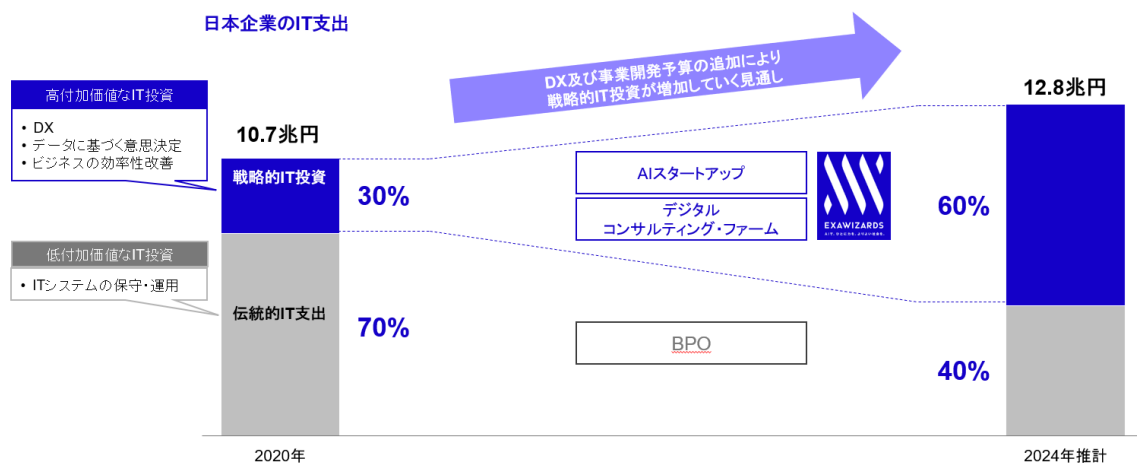 日本企業のIT支出
DX及び事業開発予算の追加により
戦略的IT投資が増加していく見通し
高付加価値なIT投資
• DX
• データに基づく意思決定
• ビジネスの効率性改善
10.7兆円
12.8兆円
戦略的IT投資
30%
AIスタートアップ
デジタル
コンサルティング・ファーム
EXAWIZARDS
60%
低付加価値なIT投資
• ITシステムの保守・運用
伝統的IT支出
70%
BPO
40%
2020年
2024年推計